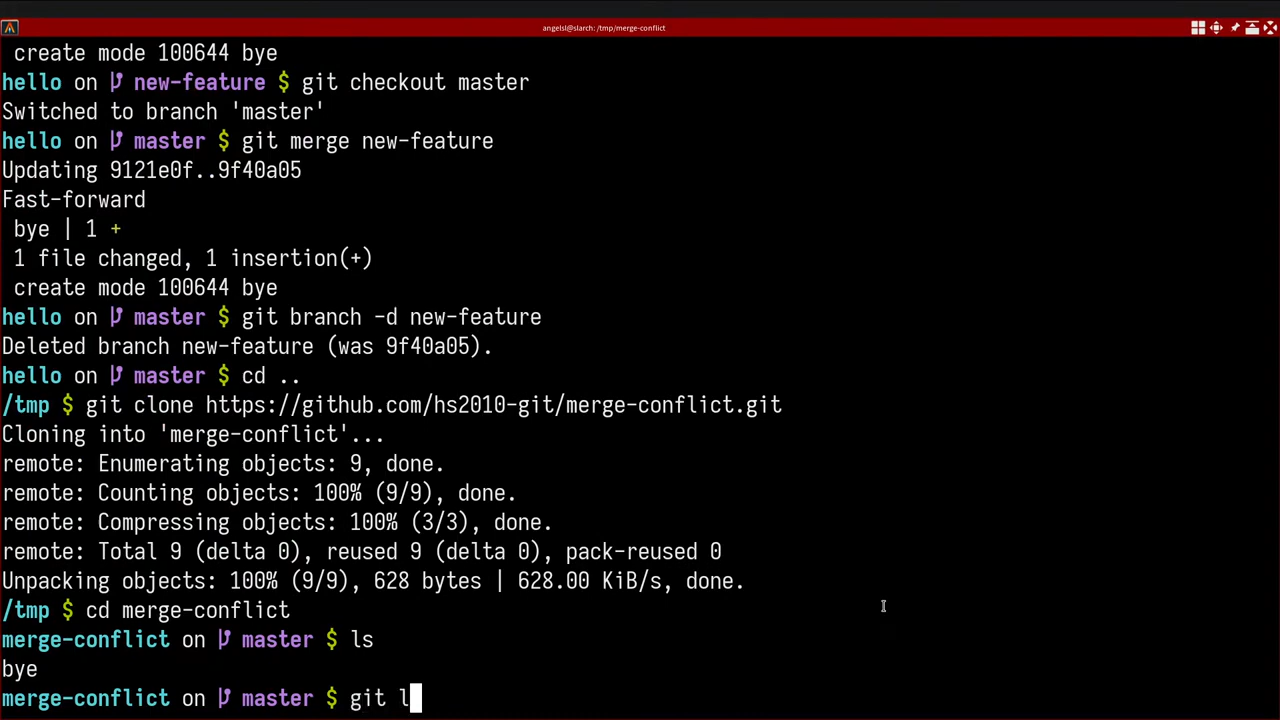 angelsl@slarch: /tmp/merge-conflict
create mode 100644 bye
hello on new-feature $ git checkout master
Switched to branch 'master'
hello on master $ git merge new-feature
Updating 9121e0f..9f40a05
Fast-forward
bye | 1 +
1 file changed, 1 insertion(+)
create mode 100644 bye
hello on master $ git branch -d new-feature
Deleted branch new-feature (was 9f40a05).
hello on master $ cd ..
/tmp $ git clone https://github.com/hs2010-git/merge-conflict.git
Cloning into 'merge-conflict'...
remote: Enumerating objects: 9, done.
remote: Counting objects: 100% (9/9), done.
remote: Compressing objects: 100% (3/3), done.
remote: Total 9 (delta 0), reused 9 (delta 0), pack-reused 0
Unpacking objects: 100% (9/9), 628 bytes | 628.00 KiB/s, done.
/tmp $ cd merge-conflict
merge-conflict on master $ ls
bye
merge-conflict on master $ git l